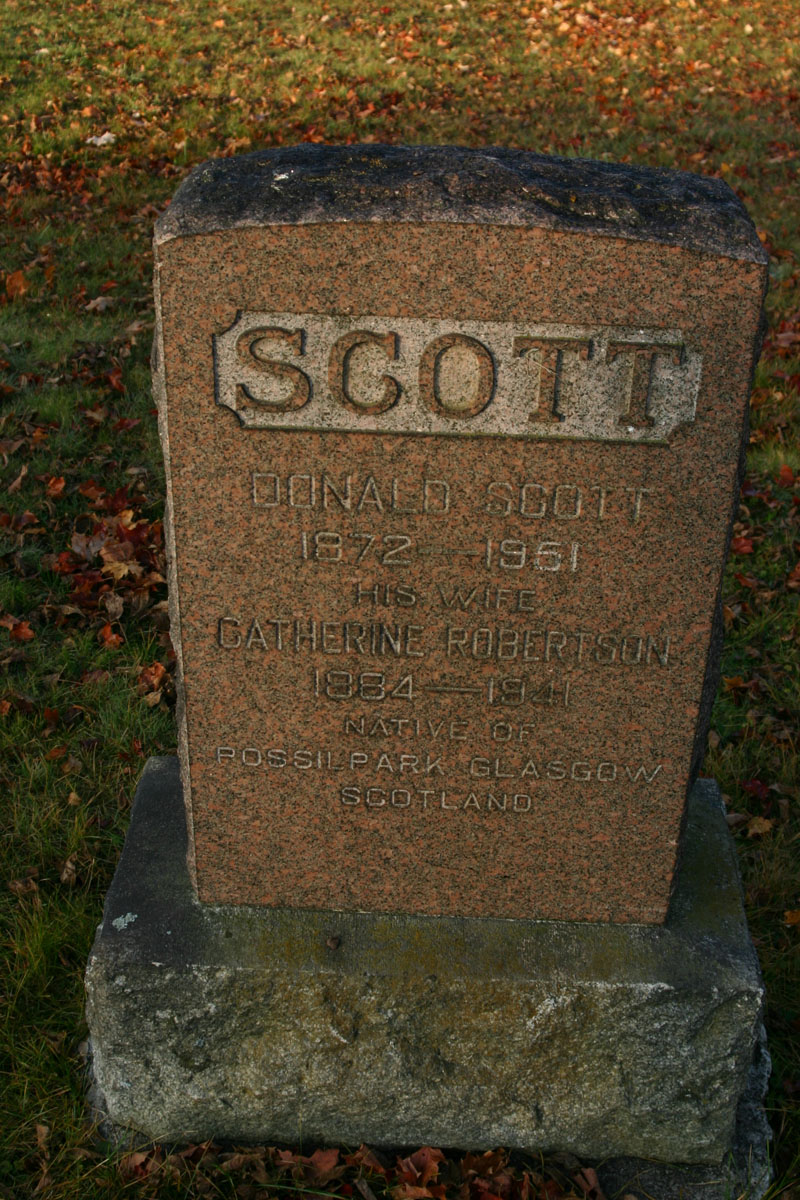 SCOTT
DONALD SCOTT
1872—1951
HIS WIFE
CATHERINE ROBERTSON
1884—1941
NATIVE OF
POSSILPARK GLASGOW
SCOTLAND